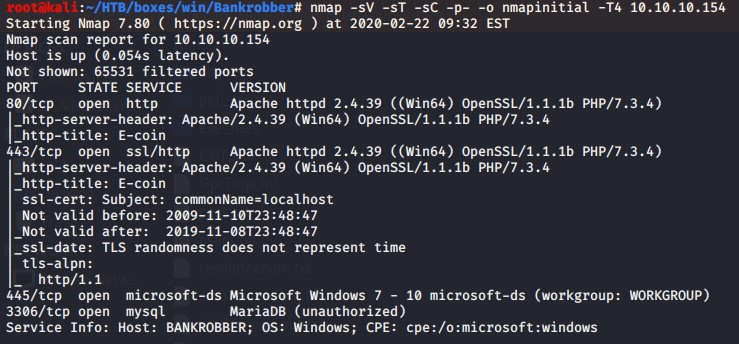 root@kali:~/HTB/boxes/win/Bankrobber# nmap -sV -sT -sC -p- -o nmapinitial -T4 10.10.10.154
Starting Nmap 7.80 ( https://nmap.org ) at 2020-02-22 09:32 EST
Nmap scan report for 10.10.10.154
Host is up (0.054s latency).
Not shown: 65531 filtered ports
PORT     STATE SERVICE      VERSION
80/tcp   open  http         Apache httpd 2.4.39 ((Win64) OpenSSL/1.1.1b PHP/7.3.4)
|_http-server-header: Apache/2.4.39 (Win64) OpenSSL/1.1.1b PHP/7.3.4
|_http-title: E-coin
443/tcp  open  ssl/http     Apache httpd 2.4.39 ((Win64) OpenSSL/1.1.1b PHP/7.3.4)
|_http-server-header: Apache/2.4.39 (Win64) OpenSSL/1.1.1b PHP/7.3.4
|_http-title: E-coin
| ssl-cert: Subject: commonName=localhost
| Not valid before: 2009-11-10T23:48:47
|_Not valid after:  2019-11-08T23:48:47
|_ssl-date: TLS randomness does not represent time
| tls-alpn:
|_  http/1.1
445/tcp  open  microsoft-ds Microsoft Windows 7 - 10 microsoft-ds (workgroup: WORKGROUP)
3306/tcp open  mysql        MariaDB (unauthorized)
Service Info: Host: BANKROBBER; OS: Windows; CPE: cpe:/o:microsoft:windows